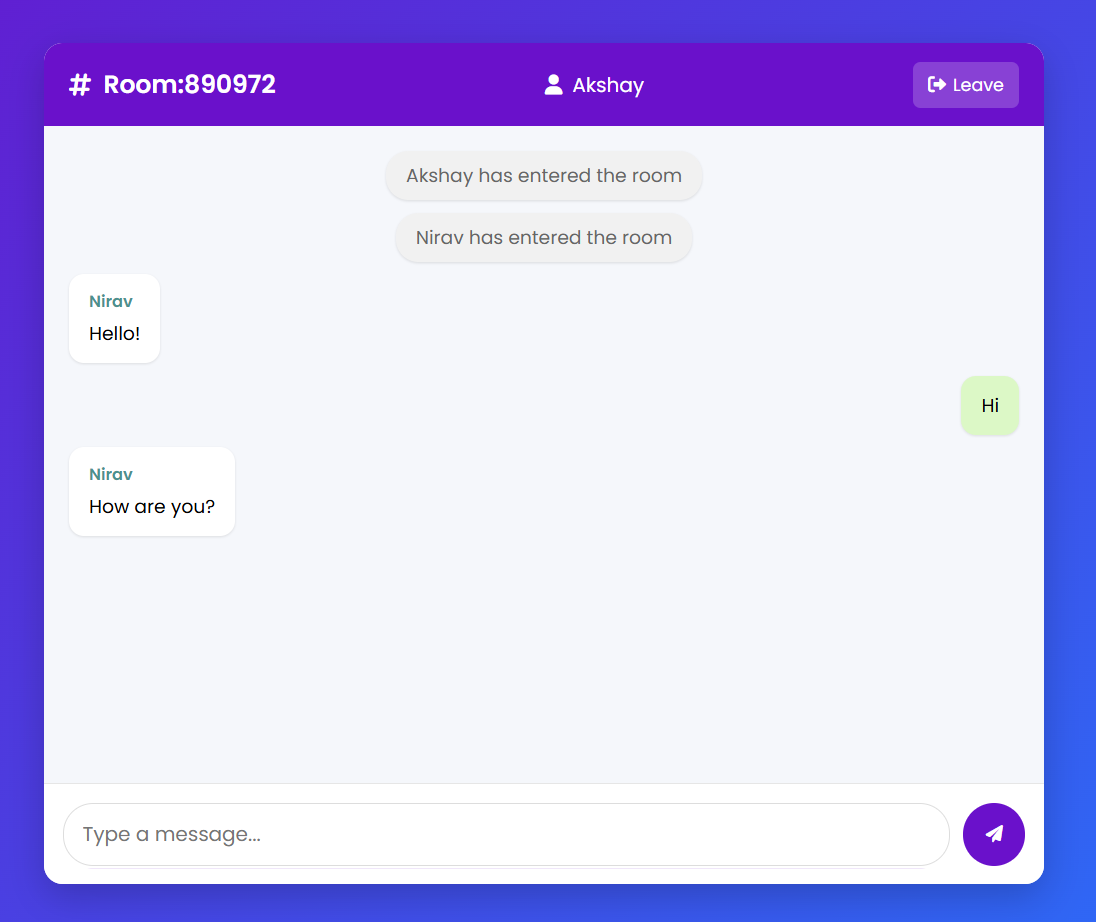 # Room:890972
Akshay
Leave
Akshay has entered the room
Nirav has entered the room
Nirav
Hello!
Hi
Nirav
How are you?
Type a message...